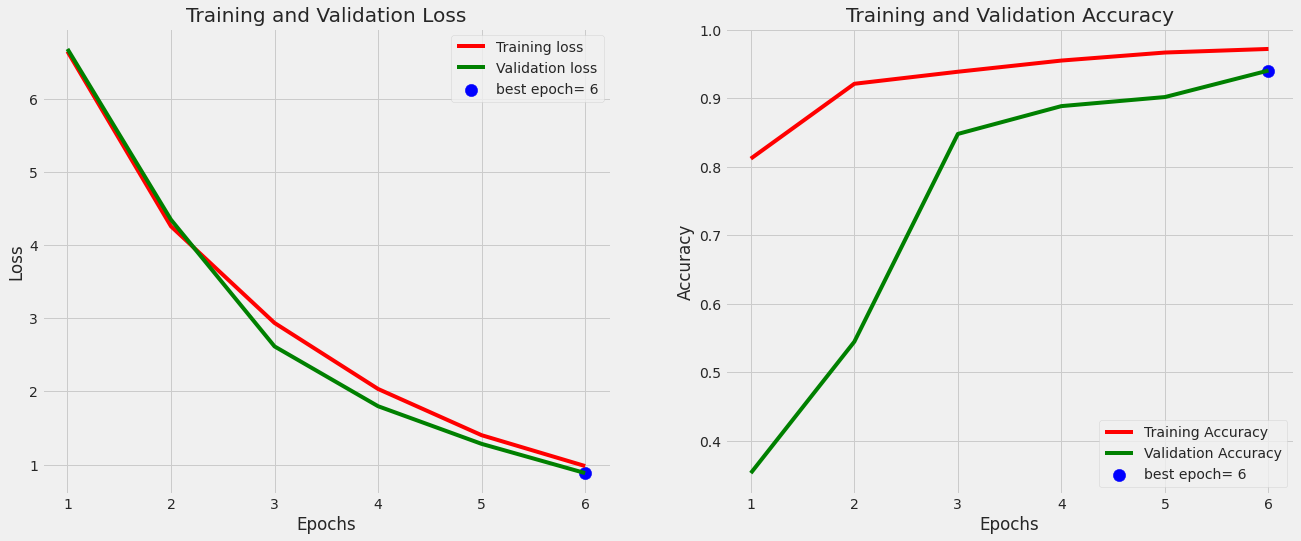 Training and Validation Loss
Training loss
Validation loss
best epoch= 6
6
5
4
3
2
1
Loss
1 2 3 4 5 6
Epochs
Training and Validation Accuracy
1.0
0.9
0.8
0.7
0.6
0.5
0.4
Accuracy
Training Accuracy
Validation Accuracy
best epoch= 6
1 2 3 4 5 6
Epochs